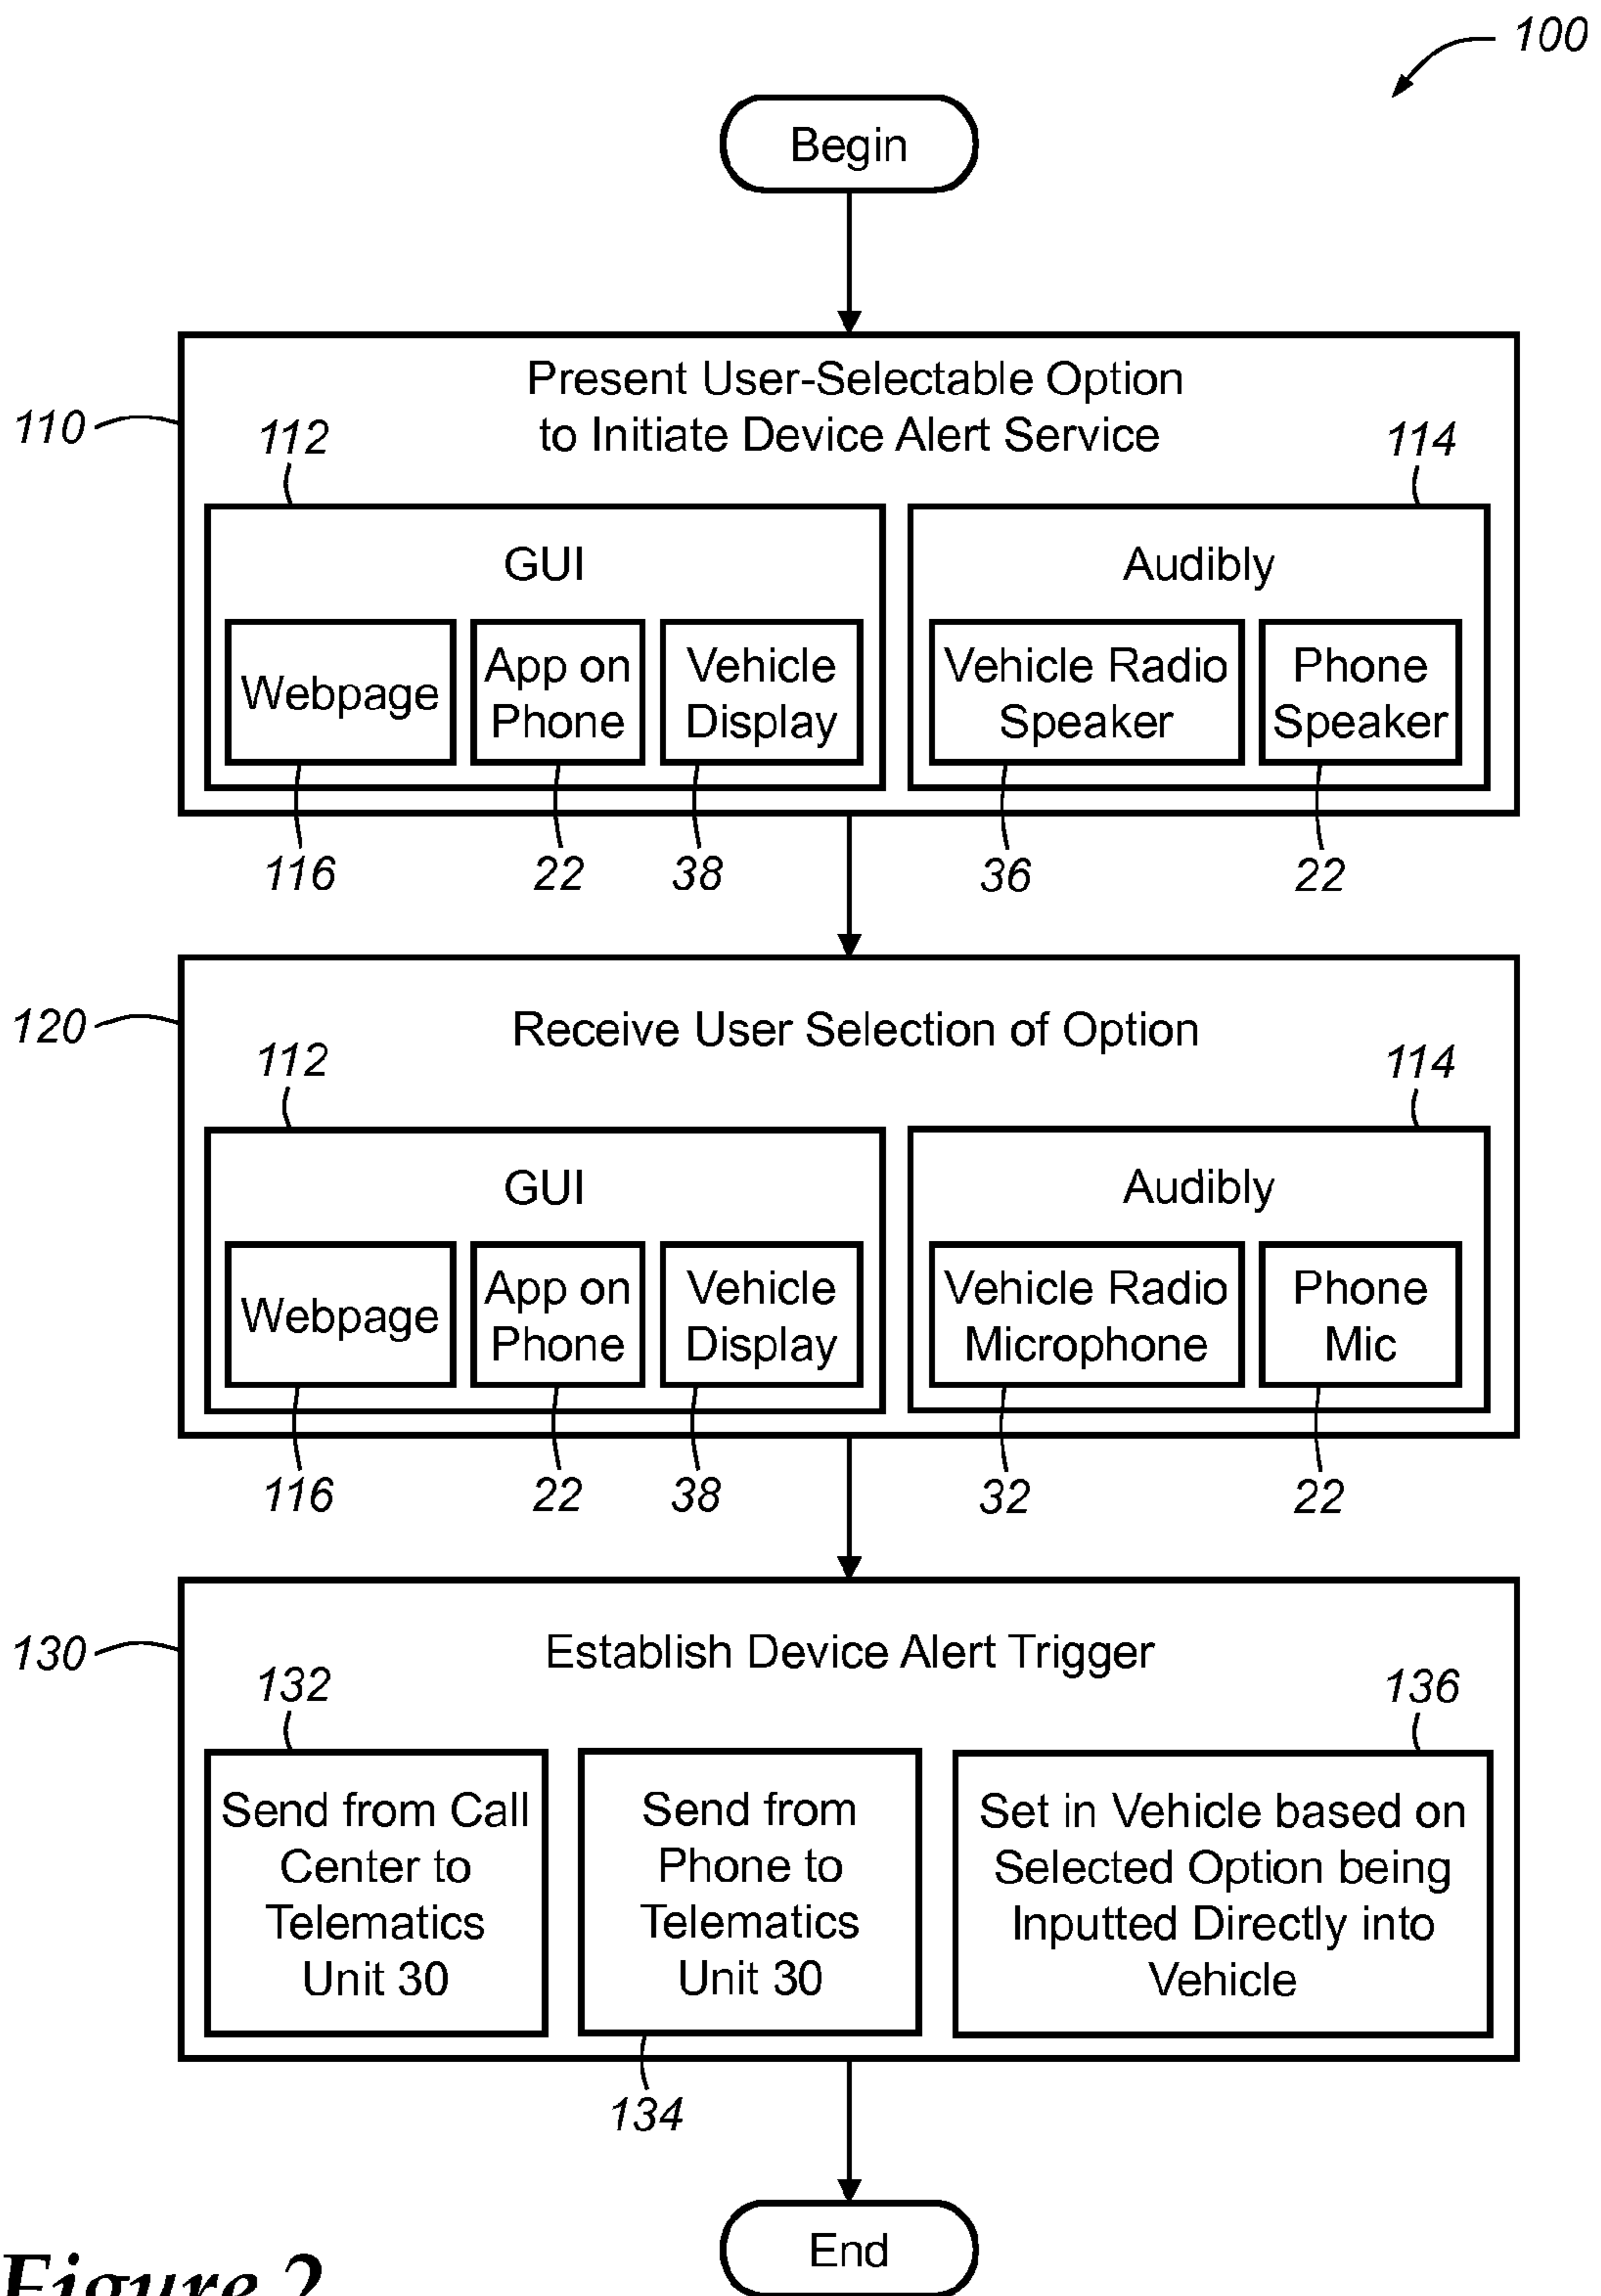 100
Begin
Present User-Selectable Option
to Initiate Device Alert Service
110
112
114
GUI
Audibly
Webpage
App on
Phone
Vehicle
Display
Vehicle Radio
Speaker
Phone
Speaker
116
22
38
36
22
120
Receive User Selection of Option
112
114
GUI
Audibly
Webpage
App on
Phone
Vehicle
Display
Vehicle Radio
Microphone
Phone
Mic
116
22
38
32
22
130
Establish Device Alert Trigger
132
136
Send from Call
Center to
Telematics
Unit 30
Send from
Phone to
Telematics
Unit 30
Set in Vehicle based on
Selected Option being
Inputted Directly into
Vehicle
134
End
Figure 2